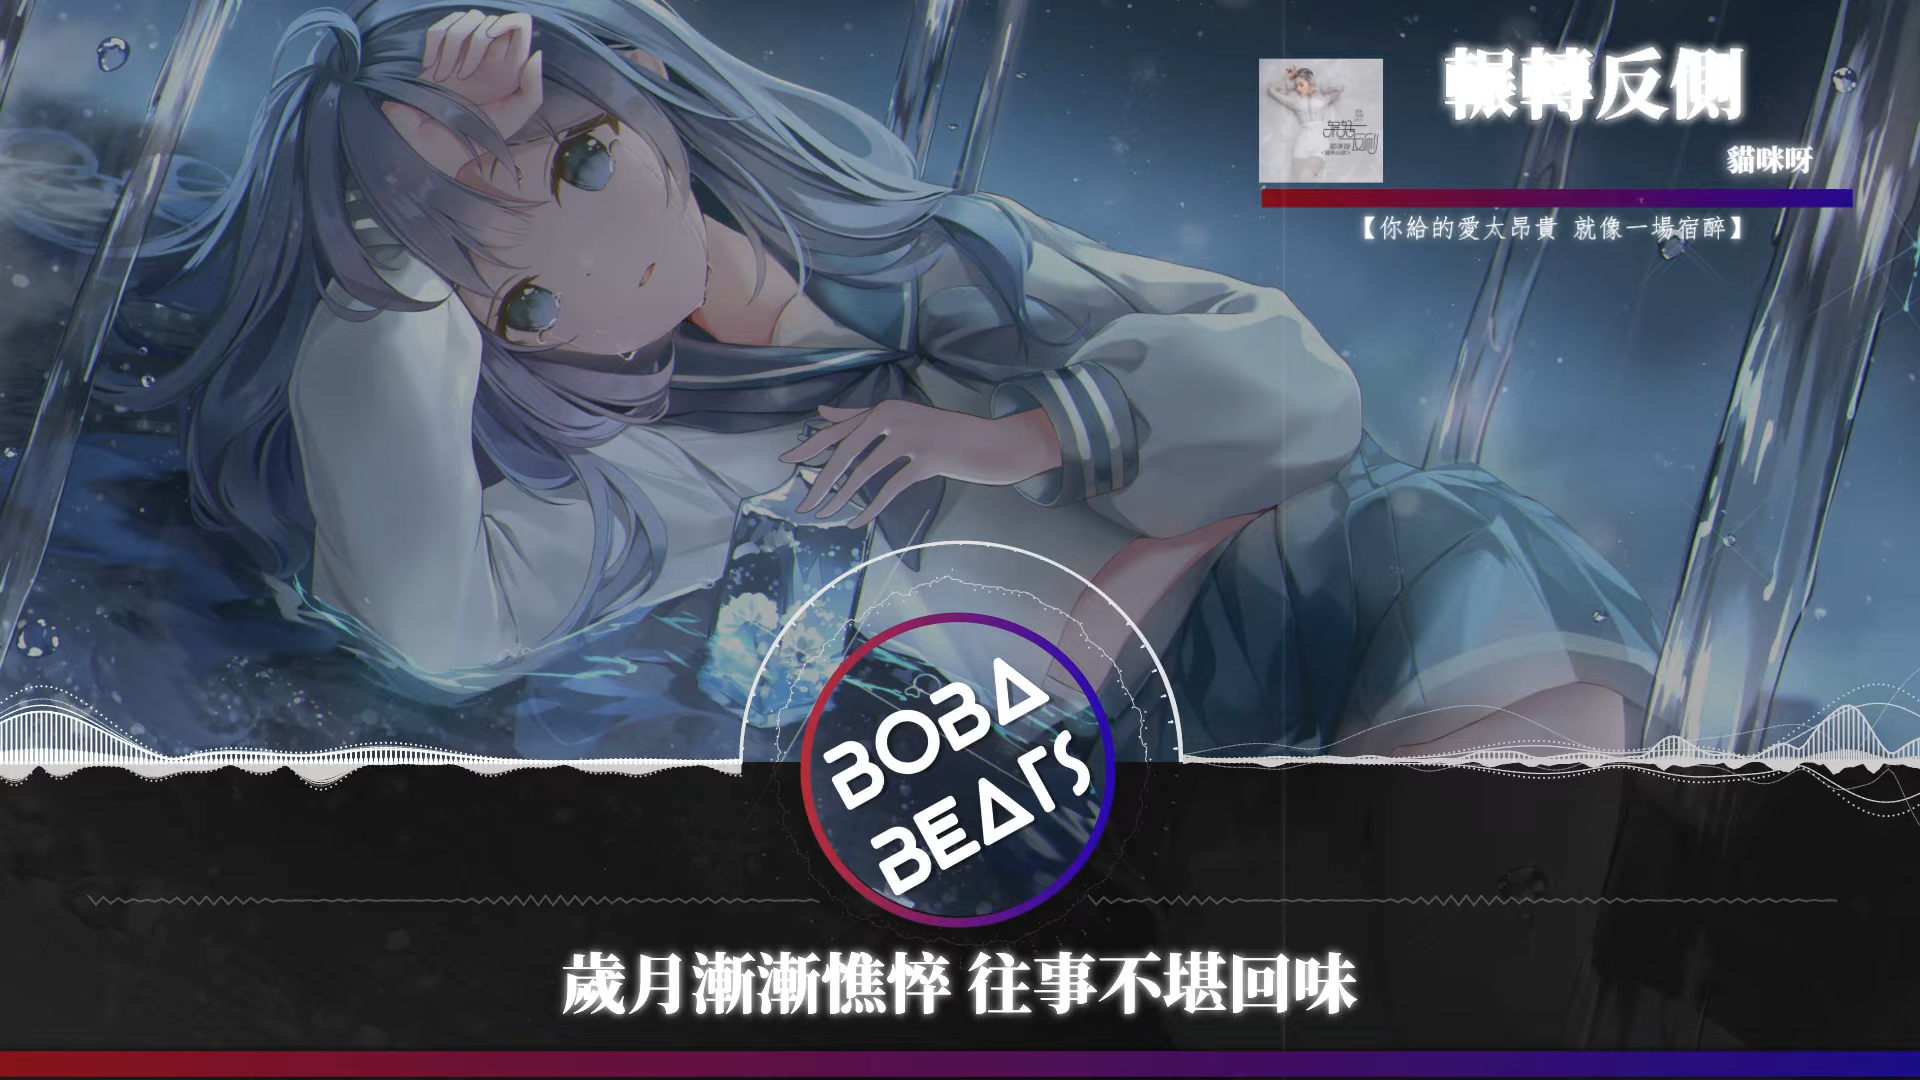 輾轉反側
貓咪呀
【你給的愛太昂貴 就像一場宿醉】
BOBA
BEATS
歲月漸漸憔悴 往事不堪回味